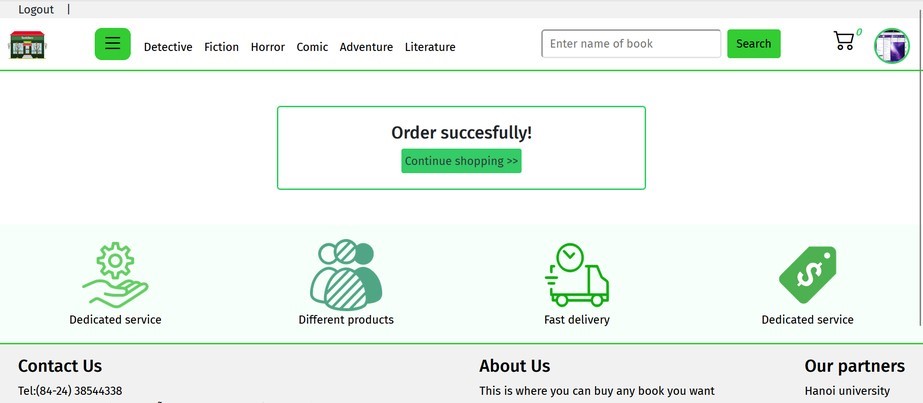 Logout |
Detective Fiction Horror Comic Adventure Literature Enter name of book Search 0
Order succesfully!
Continue shopping >>
Dedicated service Different products Fast delivery Dedicated service
Contact Us About Us Our partners
Tel:(84-24) 38544338 This is where you can buy any book you want Hanoi university